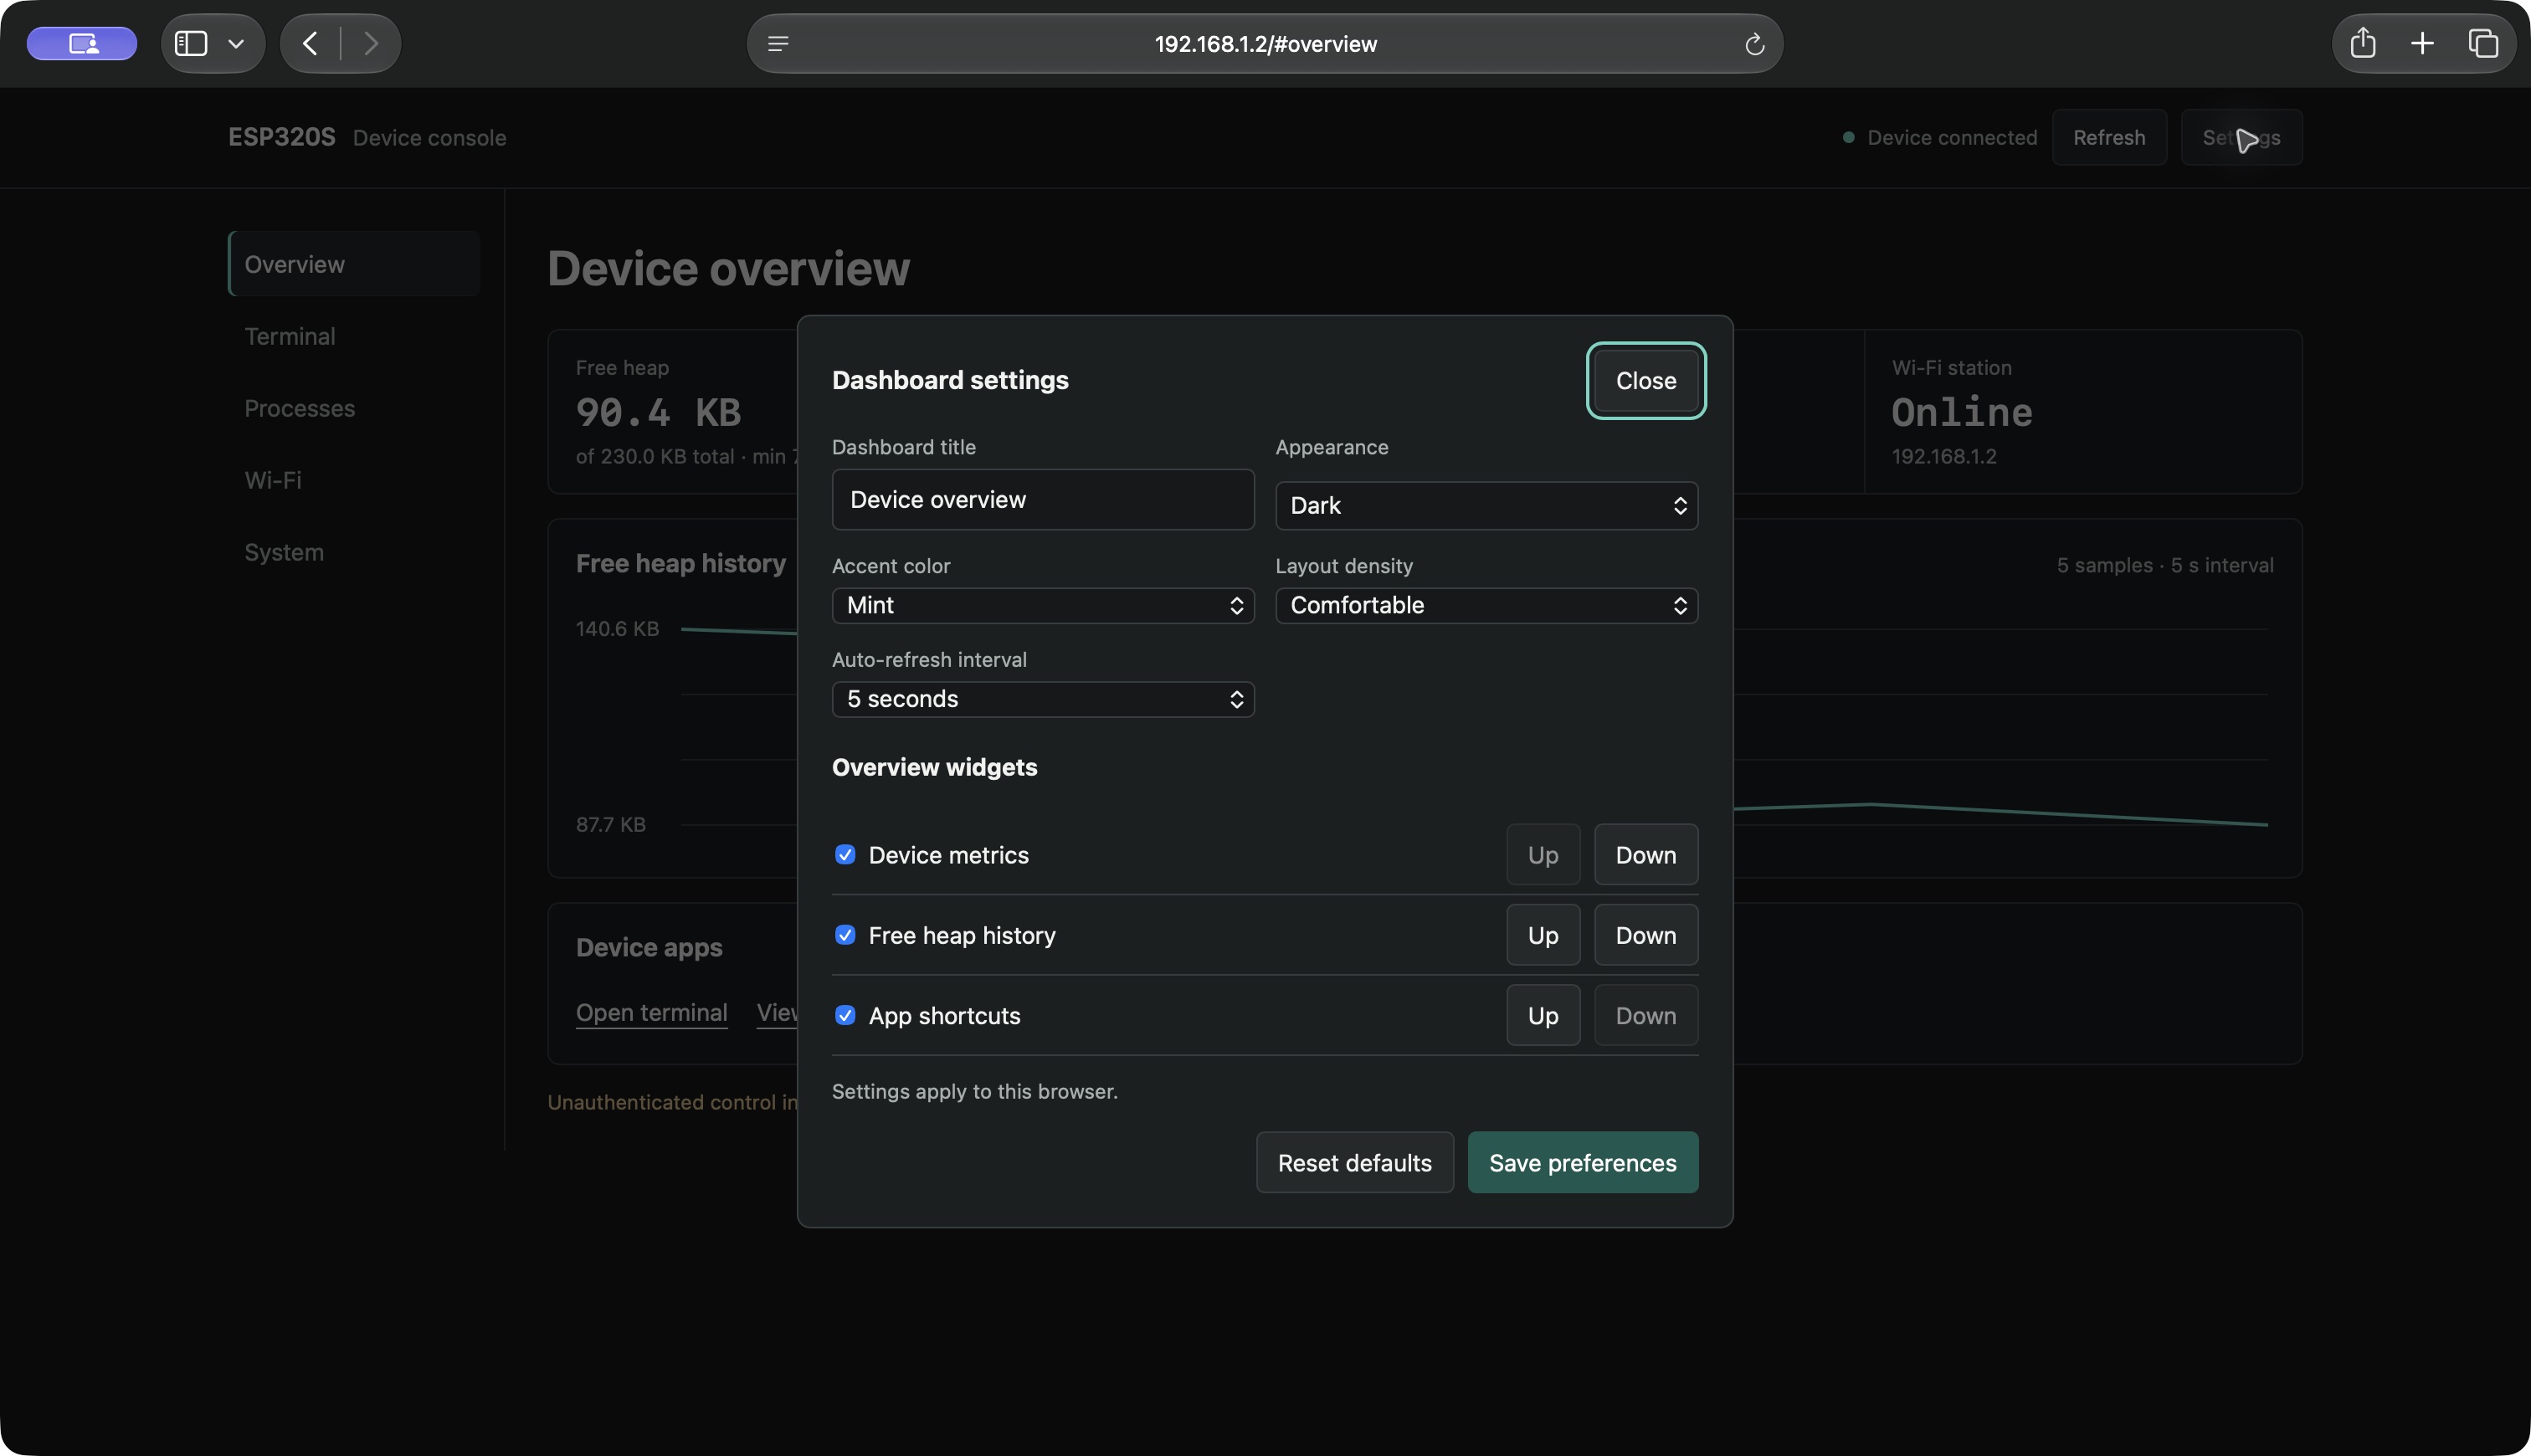 192.168.1.2/#overview
ESP320S Device console
Device connected
Refresh
Overview
Terminal
Processes
Wi-Fi
System
Device overview
Free heap
90.4 KB
of 230.0 KB total · min
Wi-Fi station
Online
192.168.1.2
Free heap history
5 samples · 5 s interval
140.6 KB
87.7 KB
Device apps
Open terminal
Unauthenticated control
Dashboard settings
Close
Dashboard title
Device overview
Appearance
Dark
Accent color
Mint
Layout density
Comfortable
Auto-refresh interval
5 seconds
Overview widgets
Device metrics
Up
Down
Free heap history
Up
Down
App shortcuts
Up
Down
Settings apply to this browser.
Reset defaults
Save preferences